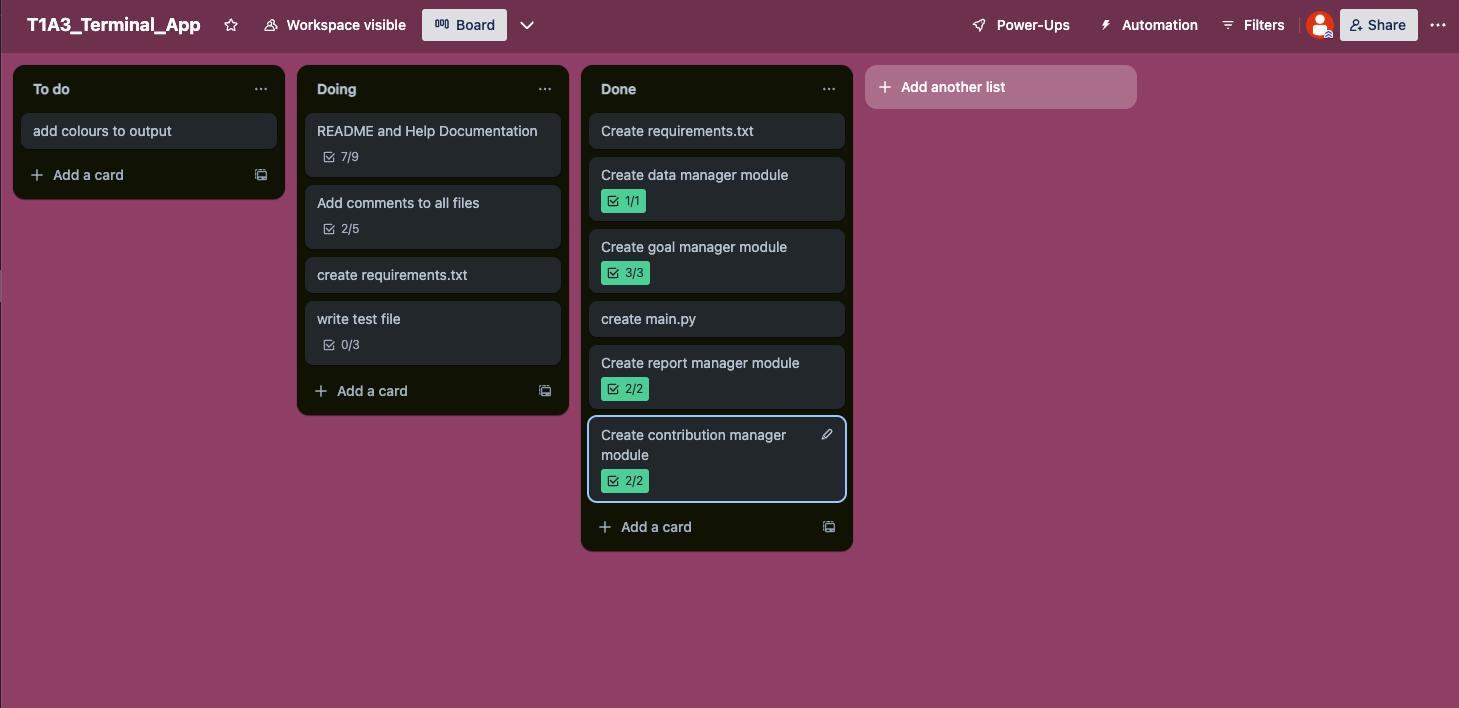 T1A3_Terminal_App
Workspace visible
Board
Power-Ups
Automation
Filters
Share
To do
add colours to output
Add a card
Doing
README and Help Documentation
7/9
Add comments to all files
2/5
create requirements.txt
write test file
0/3
Add a card
Done
Create requirements.txt
Create data manager module
1/1
Create goal manager module
3/3
create main.py
Create report manager module
2/2
Create contribution manager
module
2/2
Add a card
Add another list